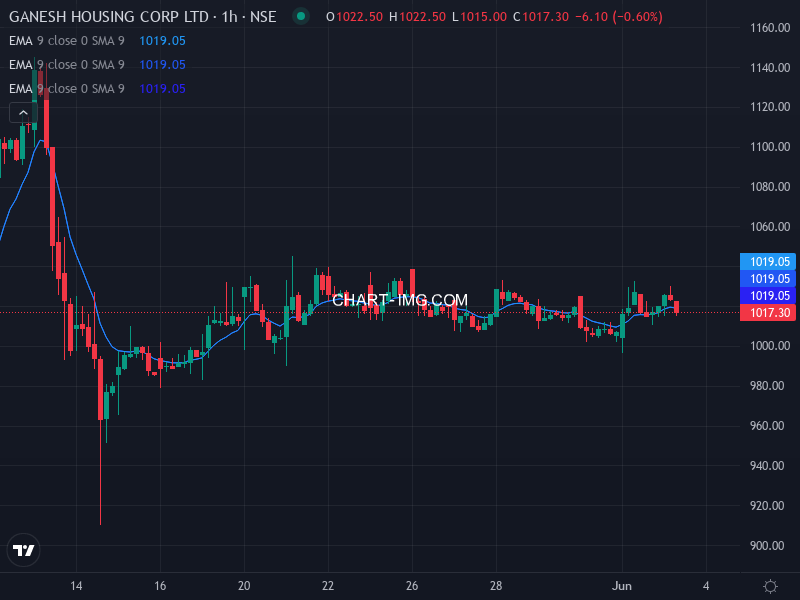 GANESH HOUSING CORP LTD · 1h · NSE O1022.50 H1022.50 L1015.00 C1017.30 −6.10 (−0.60%)
EMA 9 close 0 SMA 9 1019.05
EMA 9 close 0 SMA 9 1019.05
EMA 9 close 0 SMA 9 1019.05
1160.00
1140.00
1120.00
1100.00
1080.00
1060.00
1019.05
1019.05
1019.05
1017.30
CHART-IMG.COM
1000.00
980.00
960.00
940.00
920.00
900.00
14 16 20 22 26 28 Jun 4